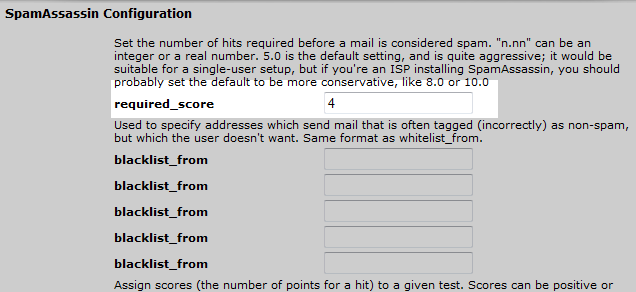 SpamAssassin Configuration
Set the number of hits required before a mail is considered spam. "n.nn" can be an
integer or a real number. 5.0 is the default setting, and is quite aggressive; it would be
suitable for a single-user setup, but if you're an ISP installing SpamAssassin, you should
probably set the default to be more conservative, like 8.0 or 10.0
required_score 4
Used to specify addresses which send mail that is often tagged (incorrectly) as non-spam,
but which the user doesn't want. Same format as whitelist_from.
blacklist_from
blacklist_from
blacklist_from
blacklist_from
blacklist_from
Assign scores (the number of points for a hit) to a given test. Scores can be positive or